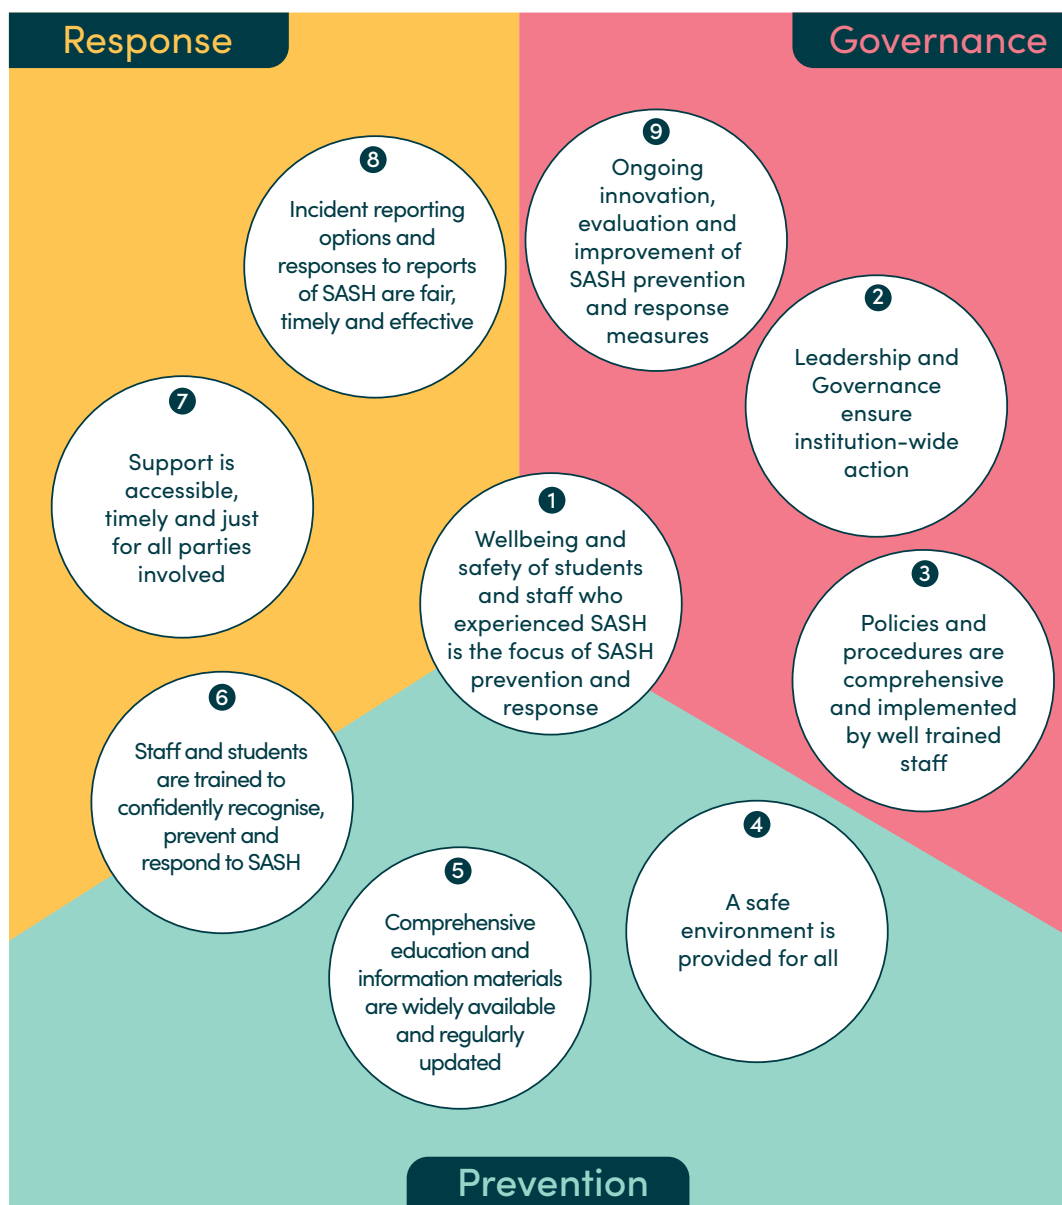 Response
Governance
9
Ongoing
innovation,
evaluation and
improvement of
SASH prevention
and response
measures
8
Incident reporting
options and
responses to reports
of SASH are fair,
timely and effective
2
Leadership and
Governance
ensure
institution-wide
action
7
Support is
accessible,
timely and just
for all parties
involved
1
Wellbeing and
safety of students
and staff who
experienced SASH
is the focus of SASH
prevention and
response
3
Policies and
procedures are
comprehensive
and implemented
by well trained
staff
6
Staff and students
are trained to
confidently recognise,
prevent and
respond to SASH
4
A safe
environment is
provided for all
5
Comprehensive
education and
information materials
are widely available
and regularly
updated
Prevention